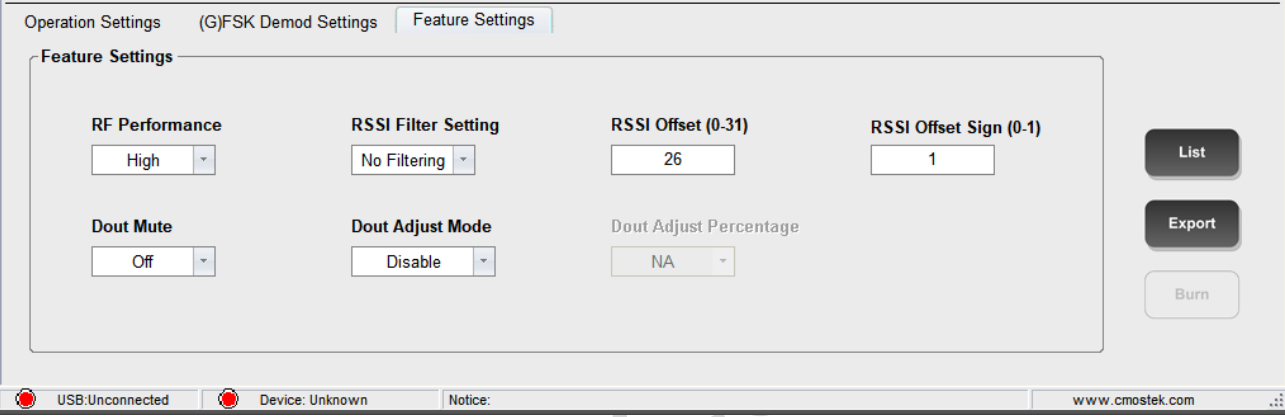 Operation Settings (G)FSK Demod Settings Feature Settings
Feature Settings
RF Performance RSSI Filter Setting RSSI Offset (0-31) RSSI Offset Sign (0-1)
High No Filtering 26 1
List
Dout Mute Dout Adjust Mode Dout Adjust Percentage
Export
Off Disable NA
Burn
USB:Unconnected Device: Unknown Notice: www.cmostek.com